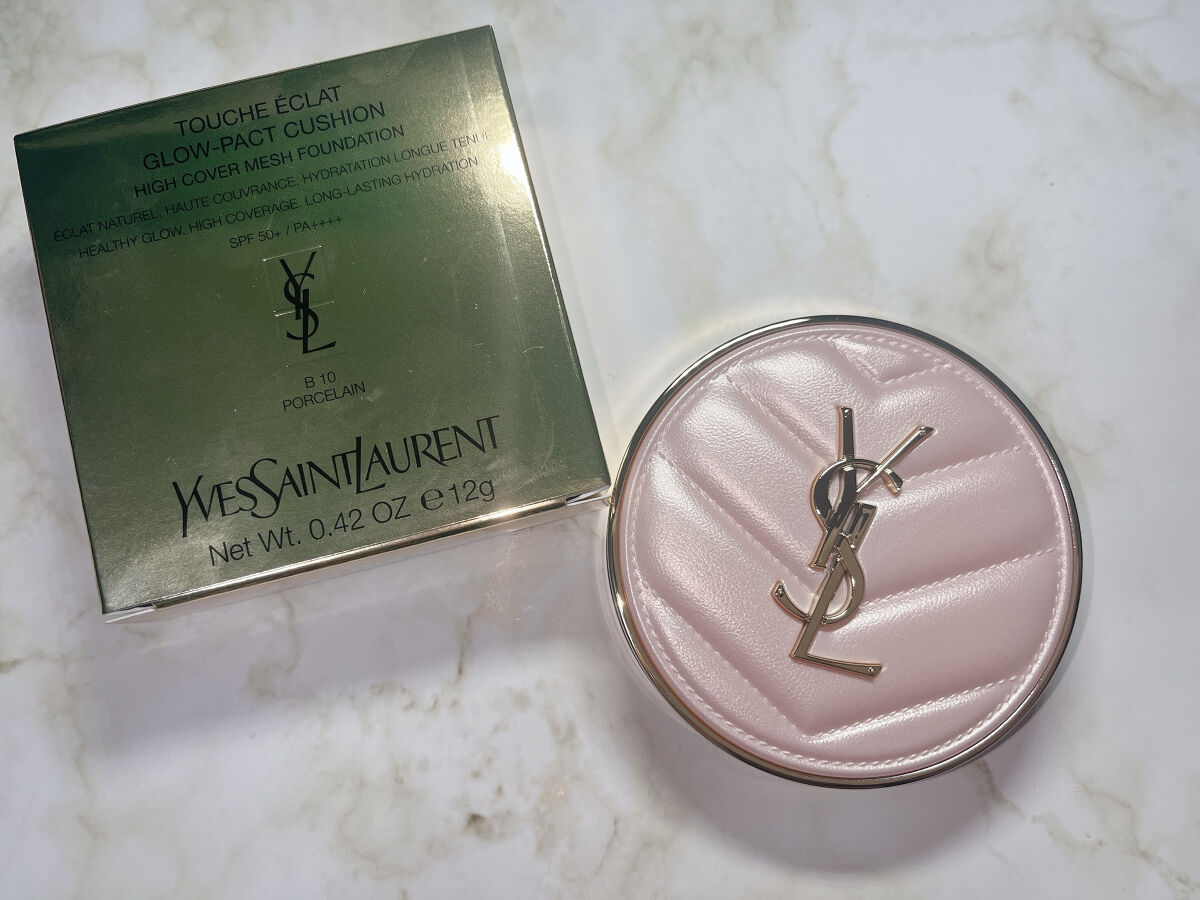 TOUCHE ÉCLAT
GLOW-PACT CUSHION
HIGH COVER MESH FOUNDATION
ÉCLAT NATUREL. HAUTE COUVRANCE. HYDRATATION LONGUE TENUE
HEALTHY GLOW. HIGH COVERAGE. LONG-LASTING HYDRATION
SPF 50+ / PA++++
YSL
B 10
PORCELAIN
YVESSAINTLAURENT
Net Wt. 0.42 OZ ℮12g
YSL